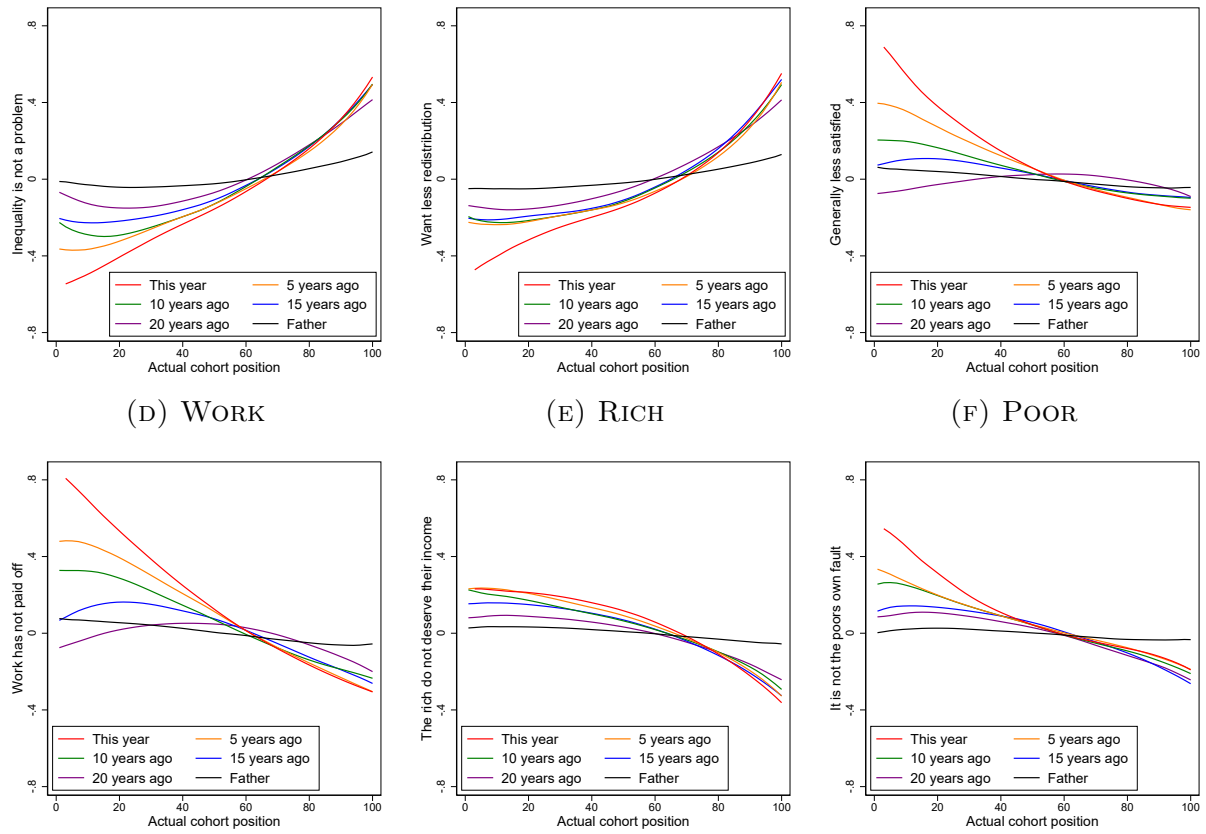 .8
.4
0
-.4
-.8
Inequality is not a problem
This year
5 years ago
10 years ago
15 years ago
20 years ago
Father
0 20 40 60 80 100
Actual cohort position
.8
.4
0
-.4
-.8
Want less redistribution
This year
5 years ago
10 years ago
15 years ago
20 years ago
Father
0 20 40 60 80 100
Actual cohort position
.8
.4
0
-.4
-.8
Generally less satisfied
This year
5 years ago
10 years ago
15 years ago
20 years ago
Father
0 20 40 60 80 100
Actual cohort position
(D) WORK
(E) RICH
(F) POOR
.8
.4
0
-.4
-.8
Work has not paid off
This year
5 years ago
10 years ago
15 years ago
20 years ago
Father
0 20 40 60 80 100
Actual cohort position
.8
.4
0
-.4
-.8
The rich do not deserve their income
This year
5 years ago
10 years ago
15 years ago
20 years ago
Father
0 20 40 60 80 100
Actual cohort position
.8
.4
0
-.4
-.8
It is not the poors own fault
This year
5 years ago
10 years ago
15 years ago
20 years ago
Father
0 20 40 60 80 100
Actual cohort position